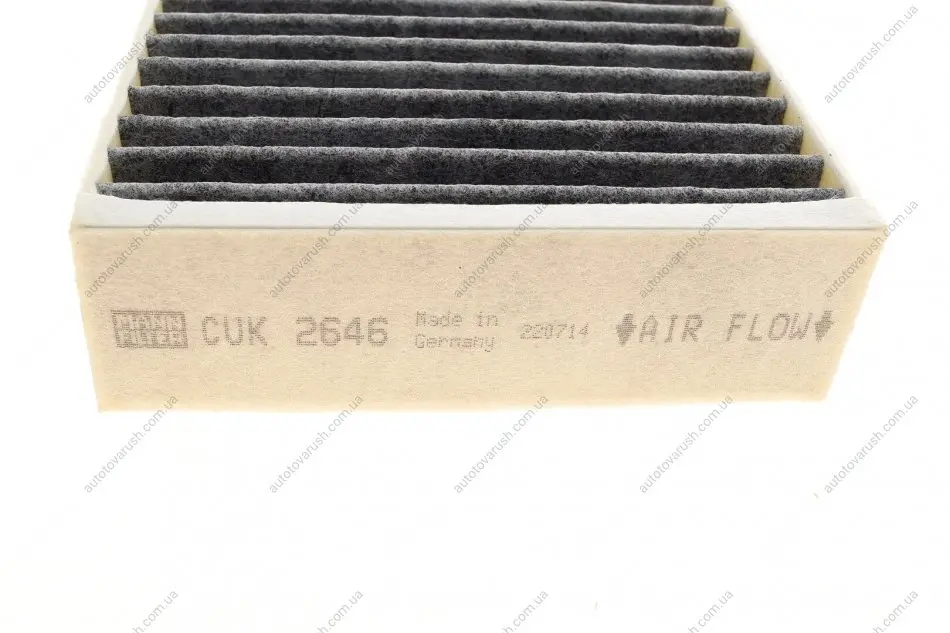 MANN
FILTER
CUK 2646
Made in
Germany
220714
AIR FLOW
autotovarush.com.ua